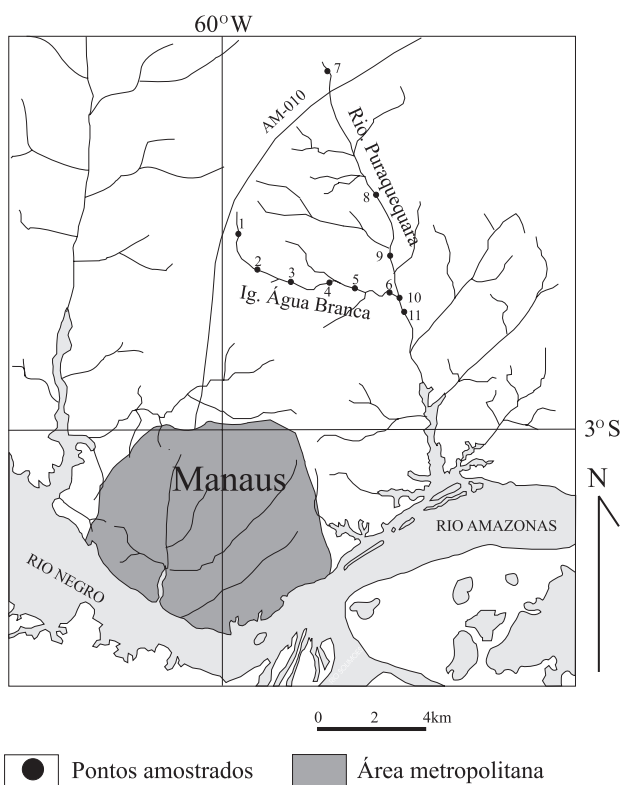 60°W
7
AM-010
Rio. Puraquequara
8
1
9
2
3
4
5
6
10
Ig. Água Branca
11
3°S
Manaus
N
RIO AMAZONAS
RIO NEGRO
0 2 4km
Pontos amostrados
Área metropolitana